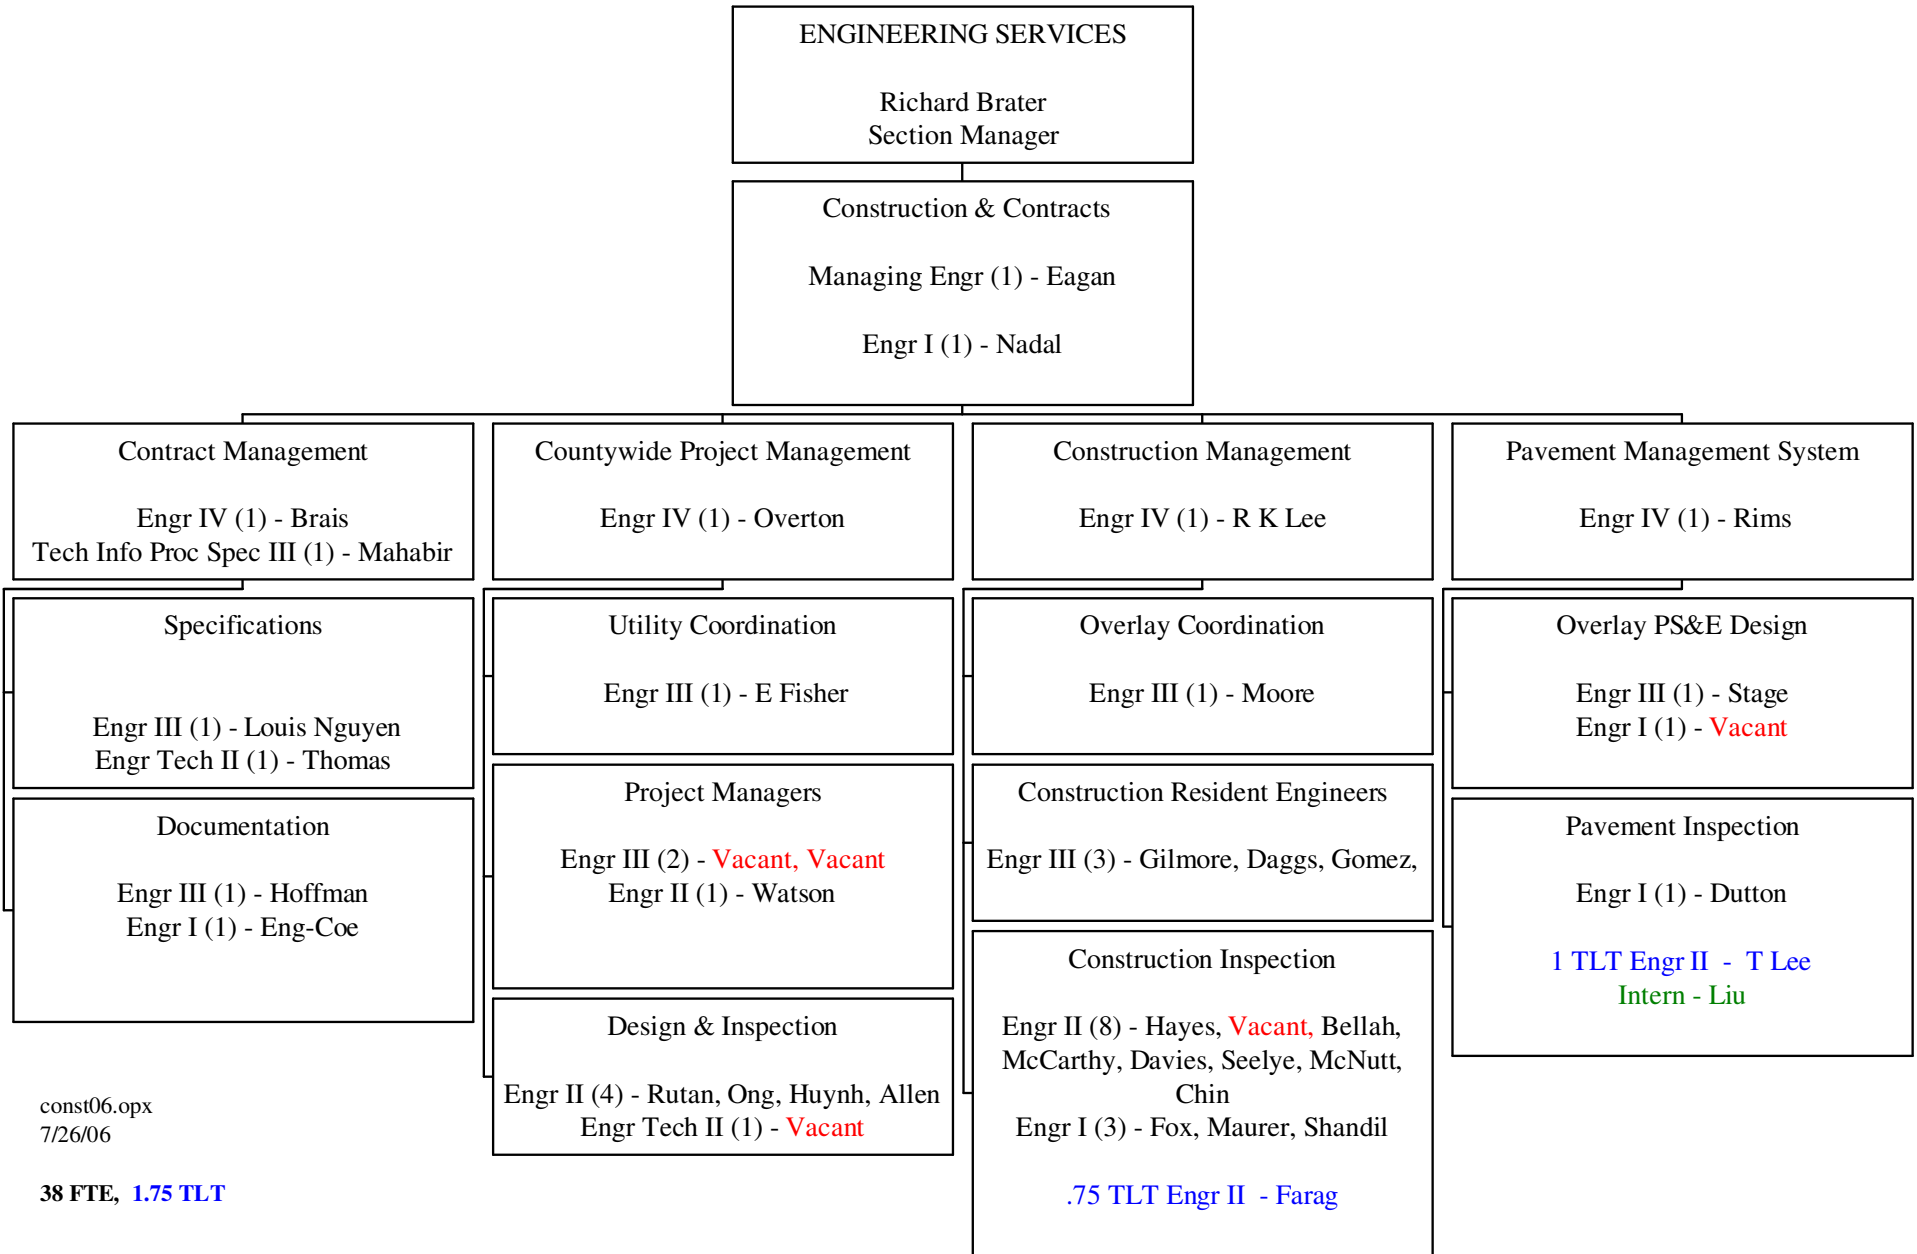 ENGINEERING SERVICES
Richard Brater
Section Manager
Construction & Contracts
Managing Engr (1) - Eagan
Engr I (1) - Nadal
Contract Management
Engr IV (1) - Brais
Tech Info Proc Spec III (1) - Mahabir
Countywide Project Management
Engr IV (1) - Overton
Construction Management
Engr IV (1) - R K Lee
Pavement Management System
Engr IV (1) - Rims
Specifications
Engr III (1) - Louis Nguyen
Engr Tech II (1) - Thomas
Documentation
Engr III (1) - Hoffman
Engr I (1) - Eng-Coe
Utility Coordination
Engr III (1) - E Fisher
Project Managers
Engr III (2) - Vacant, Vacant
Engr II (1) - Watson
Design & Inspection
Engr II (4) - Rutan, Ong, Huynh, Allen
Engr Tech II (1) - Vacant
Overlay Coordination
Engr III (1) - Moore
Construction Resident Engineers
Engr III (3) - Gilmore, Daggs, Gomez,
Construction Inspection
Engr II (8) - Hayes, Vacant, Bellah,
McCarthy, Davies, Seelye, McNutt,
Chin
Engr I (3) - Fox, Maurer, Shandil
.75 TLT Engr II - Farag
Overlay PS&E Design
Engr III (1) - Stage
Engr I (1) - Vacant
Pavement Inspection
Engr I (1) - Dutton
1 TLT Engr II - T Lee
Intern - Liu
const06.opx
7/26/06
38 FTE, 1.75 TLT